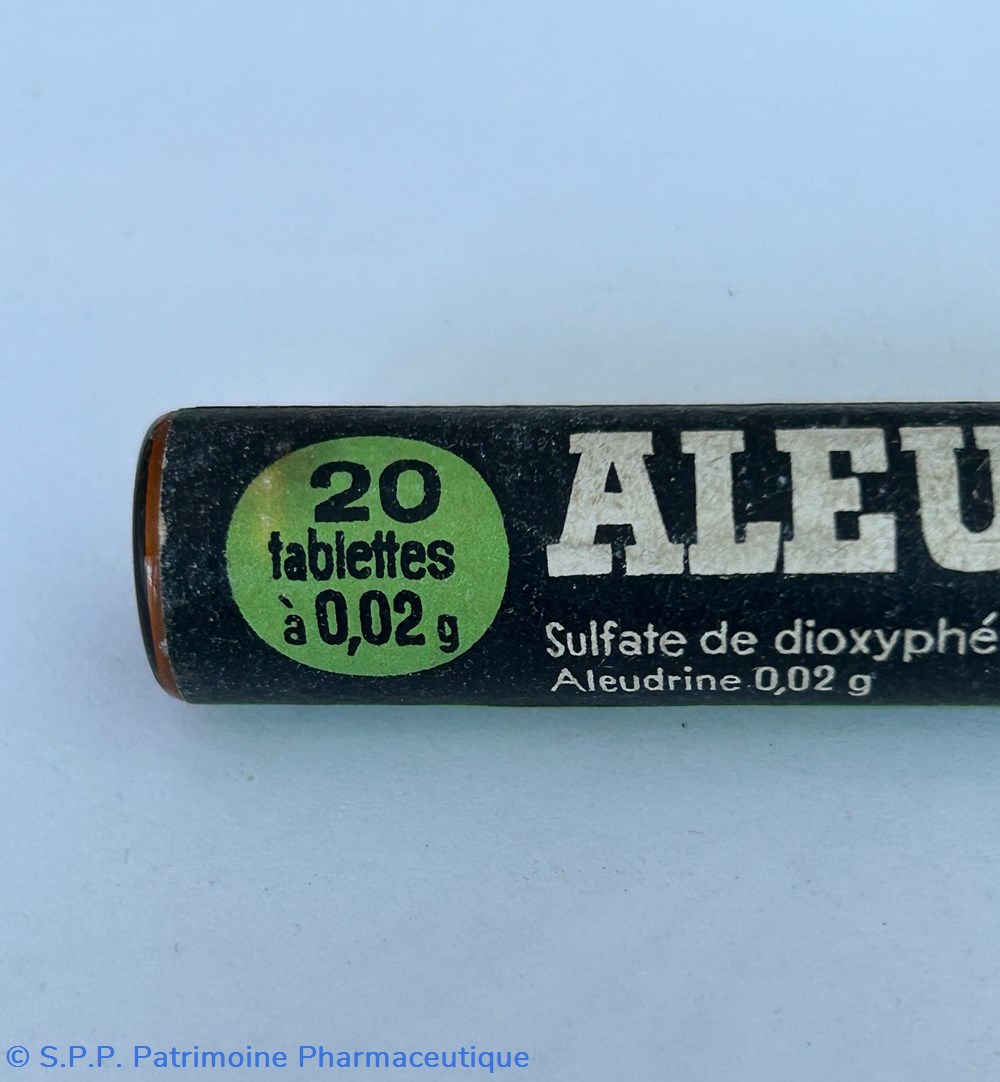 20
tablettes
à 0,02 g
ALEU
Sulfate de dioxyphé
Aleudrine 0,02 g
© S.P.P. Patrimoine Pharmaceutique